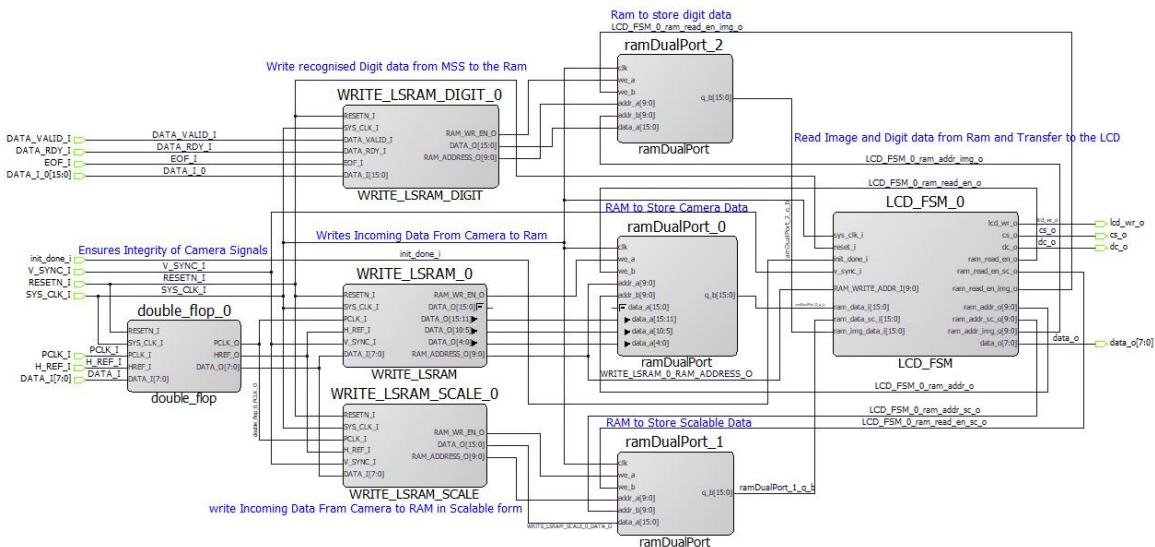 Ram to store digit data
LCD_FSM_0_ram_read_en_img_o
ramDualPort_2
clk
we_a
we_b
addr_a[9:0]
addr_b[9:0]
data_a[15:0]
q_b[15:0]
ramDualPort
Write recognised Digit data from MSS to the Ram
WRITE_LSRAM_DIGIT_0
RESETN_I
SYS_CLK_I
DATA_VALID_I
DATA_RDY_I
EOF_I
DATA_I[15:0]
RAM_WR_EN_O
DATA_O[15:0]
RAM_ADDRESS_O[9:0]
WRITE_LSRAM_DIGIT
DATA_VALID_I
DATA_RDY_I
EOF_I
DATA_I_0[15:0]
DATA_VALID_I
DATA_RDY_I
EOF_I
DATA_I_0
Read Image and Digit data from Ram and Transfer to the LCD
LCD_FSM_0_ram_addr_img_o
LCD_FSM_0_ram_read_en_o
LCD_FSM_0
sys_clk_i
reset_i
init_done_i
v_sync_i
RAM_WRITE_ADDR_I[9:0]
ram_data_i[15:0]
ram_data_sc_i[15:0]
ram_img_data_i[15:0]
lcd_wr_o
cs_o
dc_o
ram_read_en_o
ram_read_en_sc_o
ram_read_en_img_o
ram_addr_o[9:0]
ram_addr_sc_o[9:0]
ram_addr_img_o[9:0]
data_o[7:0]
LCD_FSM
lcd_wr_o
cs_o
dc_o
data_o
lcd_wr_o
cs_o
dc_o
data_o[7:0]
RAM to Store Camera Data
ramDualPort_0
clk
we_a
we_b
addr_a[9:0]
addr_b[9:0]
data_a[15:0]
data_a[15:11]
data_a[10:5]
data_a[4:0]
q_b[15:0]
ramDualPort
ramDualPort_2_q_b
ramDualPort_0_q_b
Writes Incoming Data From Camera to Ram
init_done_i
Ensures Integrity of Camera Signals
init_done_i
V_SYNC_I
RESETN_I
SYS_CLK_I
V_SYNC_I
RESETN_I
SYS_CLK_I
WRITE_LSRAM_0
RESETN_I
SYS_CLK_I
PCLK_I
H_REF_I
V_SYNC_I
DATA_I[7:0]
RAM_WR_EN_O
DATA_O[15:0]
DATA_O[15:11]
DATA_O[10:5]
DATA_O[4:0]
RAM_ADDRESS_O[9:0]
WRITE_LSRAM
double_flop_0
RESETN_I
SYS_CLK_I
PCLK_I
HREF_I
DATA_I[7:0]
PCLK_O
HREF_O
DATA_O[7:0]
double_flop
PCLK_I
H_REF_I
DATA_I[7:0]
PCLK_I
H_REF_I
DATA_I
double_flop_0_PCLK_O
WRITE_LSRAM_0_RAM_ADDRESS_O
LCD_FSM_0_ram_addr_o
WRITE_LSRAM_SCALE_0
RESETN_I
SYS_CLK_I
PCLK_I
H_REF_I
V_SYNC_I
DATA_I[7:0]
RAM_WR_EN_O
DATA_O[15:0]
RAM_ADDRESS_O[9:0]
WRITE_LSRAM_SCALE
LCD_FSM_0_ram_addr_sc_o
LCD_FSM_0_ram_read_en_sc_o
RAM to Store Scalable Data
ramDualPort_1
clk
we_a
we_b
addr_a[9:0]
addr_b[9:0]
data_a[15:0]
q_b[15:0]
ramDualPort
ramDualPort_1_q_b
write Incoming Data Fram Camera to RAM in Scalable form
WRITE_LSRAM_SCALE_0_DATA_O